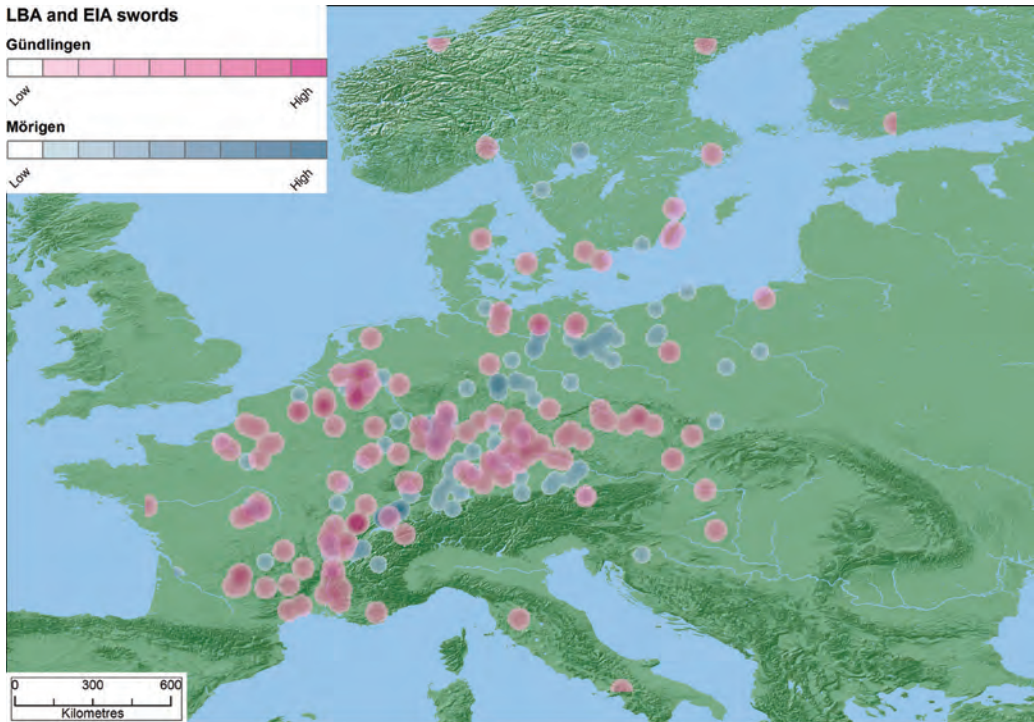 LBA and EIA swords
Gündlingen
Low High
Mörigen
Low High
0 300 600
Kilometres